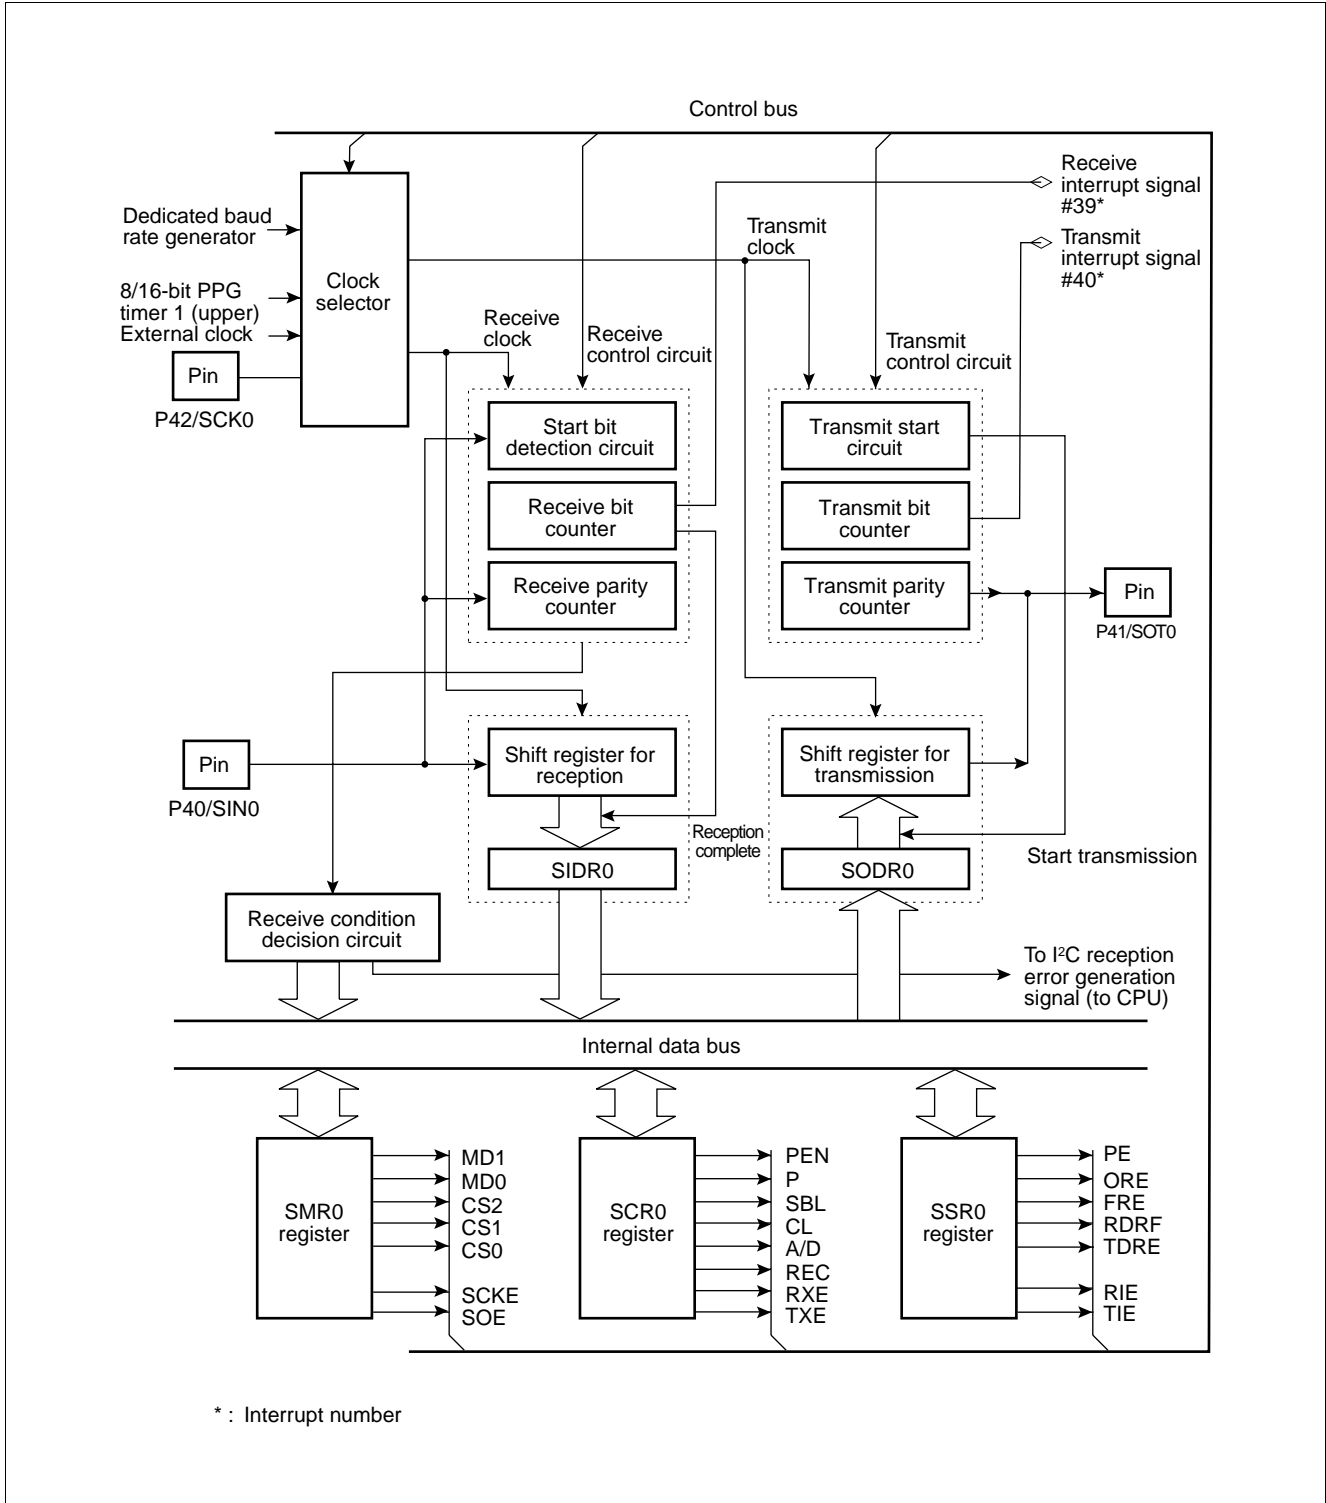 Control bus
Receive
interrupt signal
#39*
Dedicated baud
rate generator
Transmit
clock
Transmit
interrupt signal
#40*
Clock
selector
8/16-bit PPG
timer 1 (upper)
External clock
Receive
clock
Receive
control circuit
Transmit
control circuit
Pin
P42/SCK0
Start bit
detection circuit
Transmit start
circuit
Receive bit
counter
Transmit bit
counter
Receive parity
counter
Transmit parity
counter
Pin
P41/SOT0
Pin
P40/SIN0
Shift register for
reception
Shift register for
transmission
Reception
complete
Start transmission
SIDR0
SODR0
Receive condition
decision circuit
To I²C reception
error generation
signal (to CPU)
Internal data bus
SMR0
register
MD1
MD0
CS2
CS1
CS0
SCKE
SOE
SCR0
register
PEN
P
SBL
CL
A/D
REC
RXE
TXE
SSR0
register
PE
ORE
FRE
RDRF
TDRE
RIE
TIE
* : Interrupt number